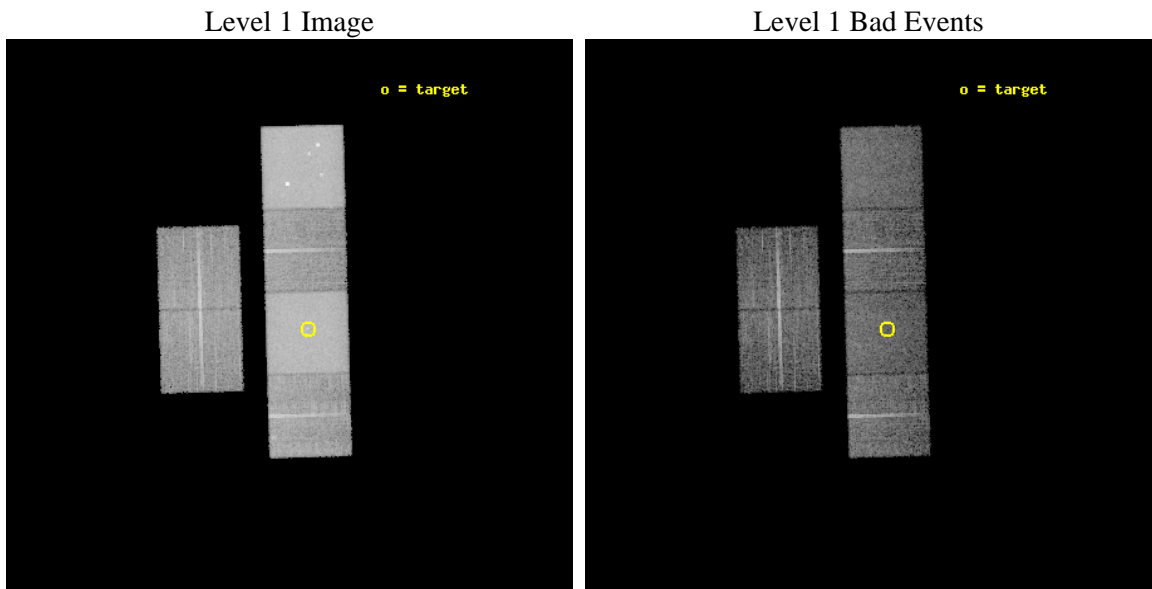 Level 1 Image
Level 1 Bad Events
o = target
o = target